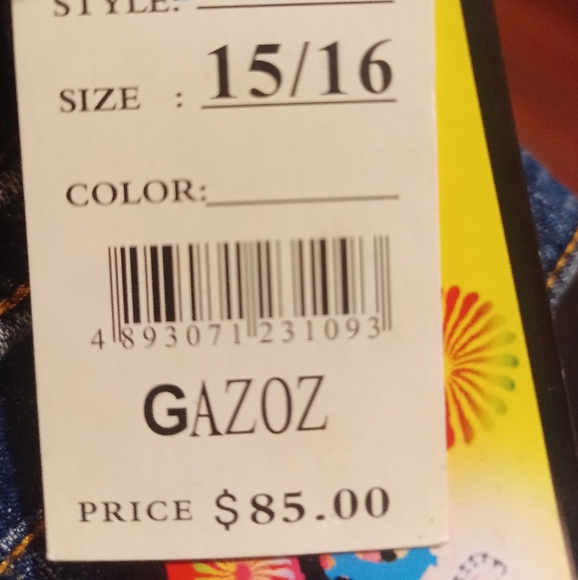 STYLE:
SIZE : 15/16
COLOR:
4 893071 231093
GAZOZ
PRICE $85.00